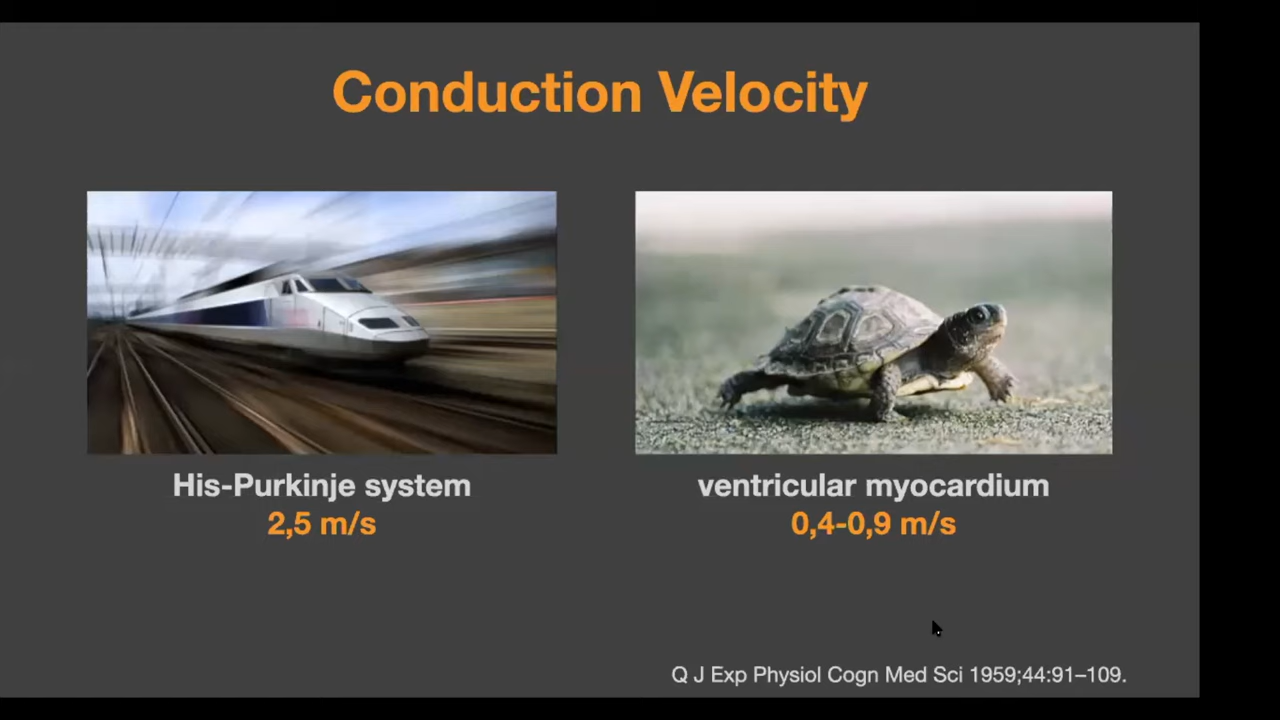 Conduction Velocity
His-Purkinje system
2,5 m/s
ventricular myocardium
0,4-0,9 m/s
Q J Exp Physiol Cogn Med Sci 1959;44:91–109.